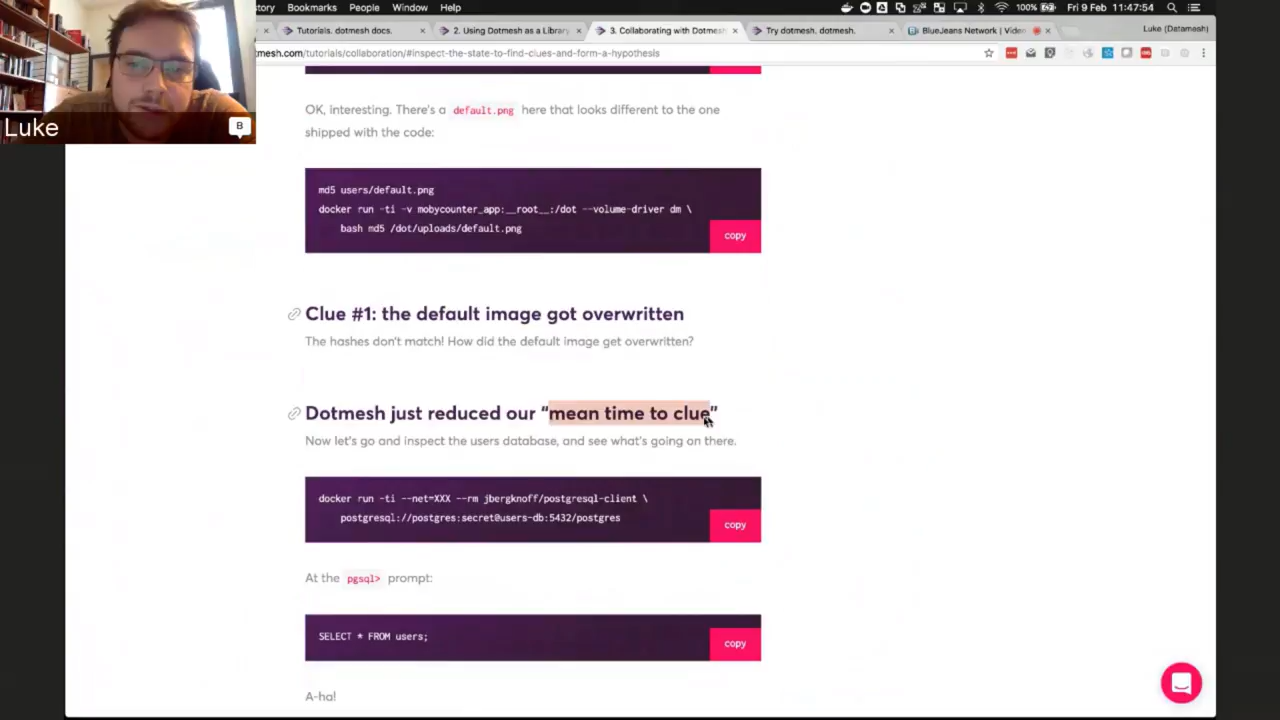 story Bookmarks People Window Help
100% Fri 9 Feb 11:47:54
Tutorials. dotmesh docs.
2. Using Dotmesh as a Library
3. Collaborating with Dotmesh
Try dotmesh. dotmesh.
BlueJeans Network | Video
Luke (Datamesh)
tmesh.com/tutorials/collaboration/#inspect-the-state-to-find-clues-and-form-a-hypothesis
Luke
B
OK, interesting. There's a default.png here that looks different to the one
shipped with the code:
md5 users/default.png
docker run -ti -v mobycounter_app:__root__:/dot --volume-driver dm \
bash md5 /dot/uploads/default.png
copy
Clue #1: the default image got overwritten
The hashes don't match! How did the default image get overwritten?
Dotmesh just reduced our “mean time to clue”
Now let's go and inspect the users database, and see what's going on there.
docker run -ti --net=XXX --rm jbergknoff/postgresql-client \
postgresql://postgres:secret@users-db:5432/postgres
copy
At the pgsql> prompt:
SELECT * FROM users;
copy
A-ha!